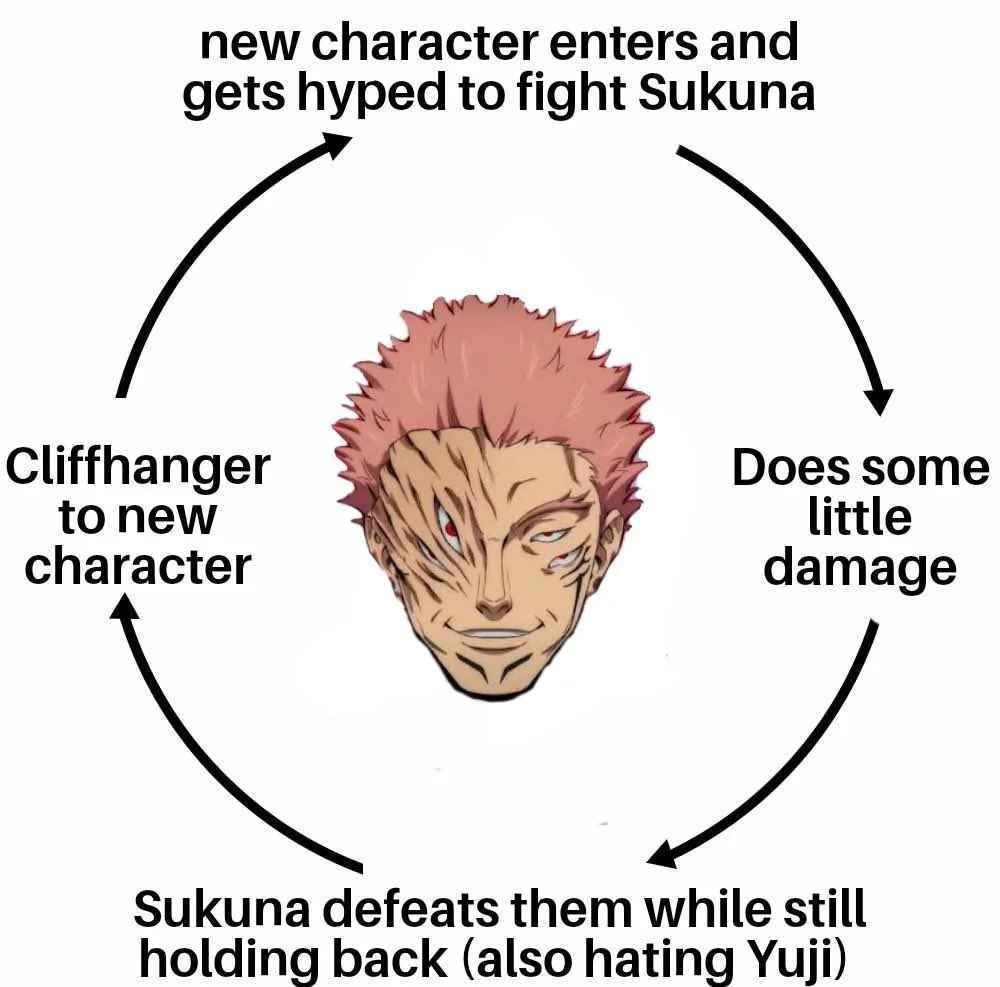 new character enters and
gets hyped to fight Sukuna
Cliffhanger
to new
character
Does some
little
damage
Sukuna defeats them while still
holding back (also hating Yuji)